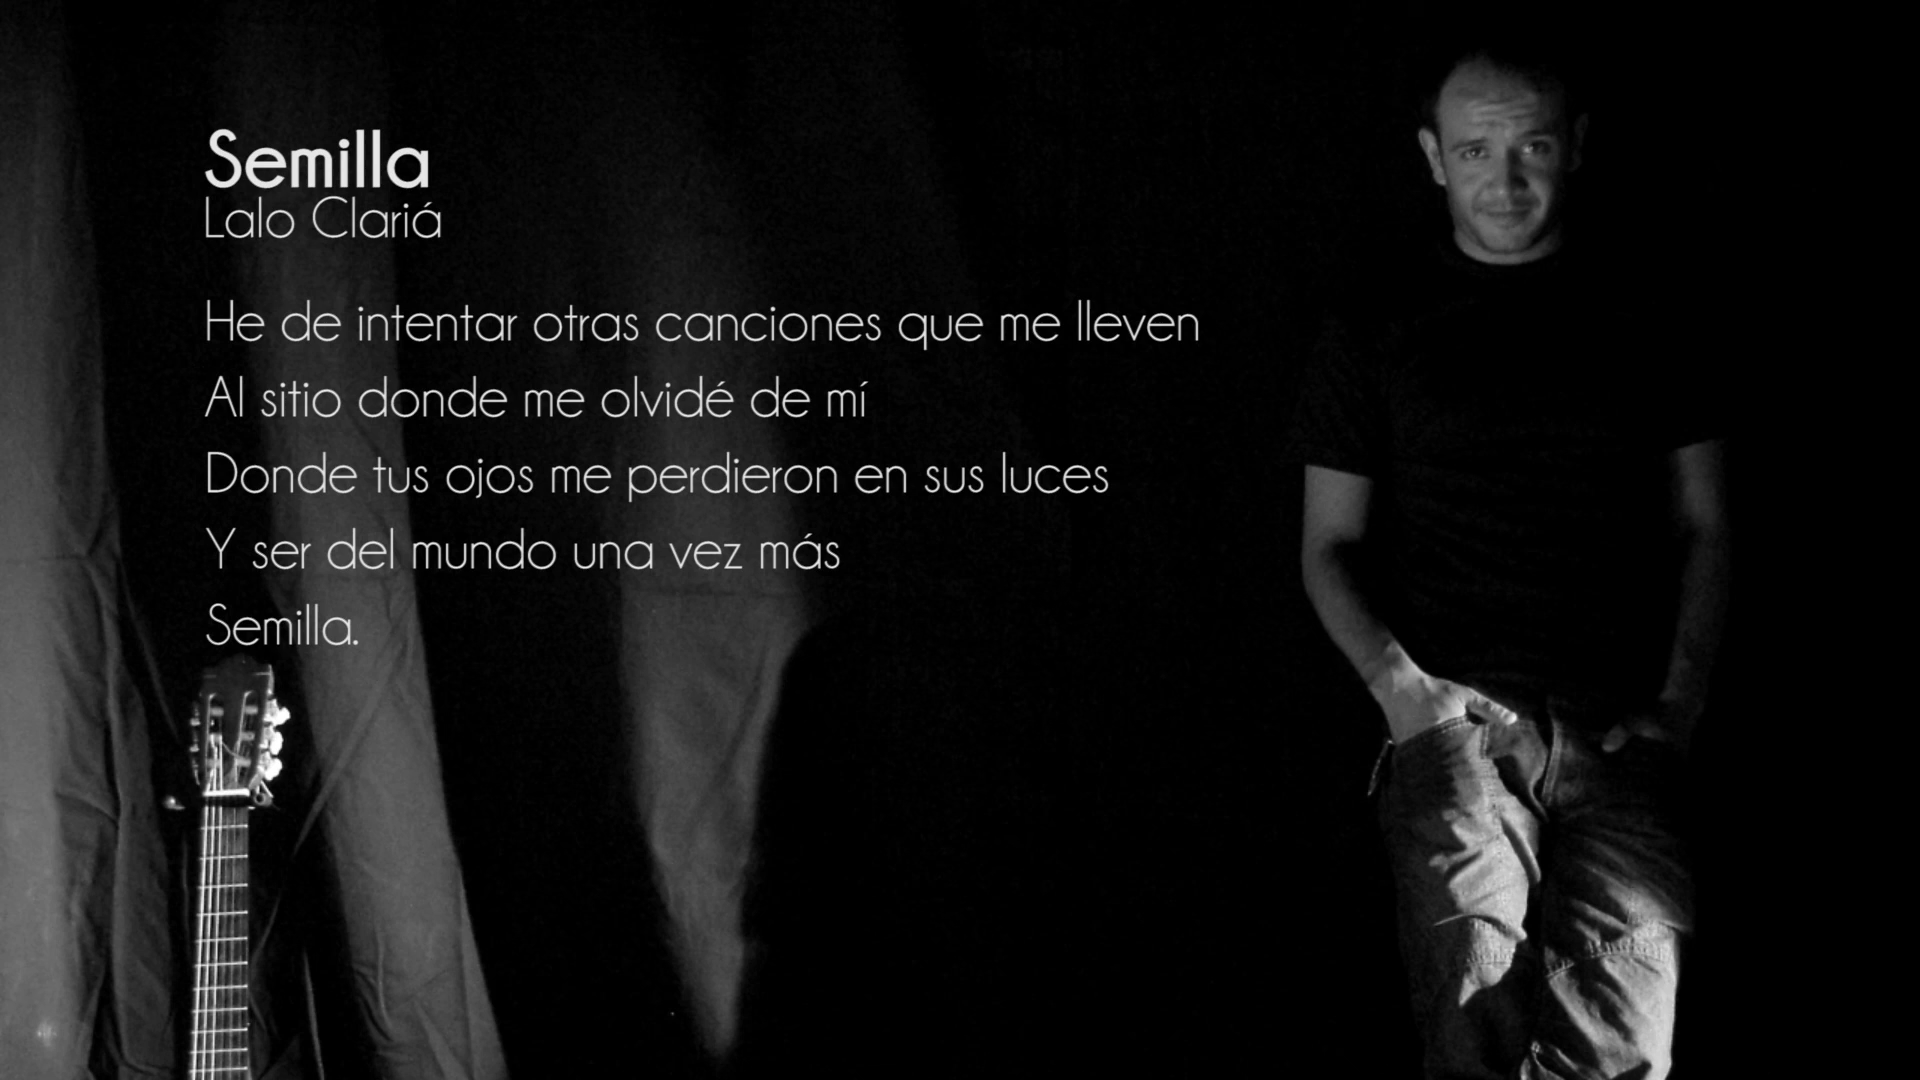 Semilla
Lalo Clariá
He de intentar otras canciones que me lleven
Al sitio donde me olvidé de mí
Donde tus ojos me perdieron en sus luces
Y ser del mundo una vez más
Semilla.